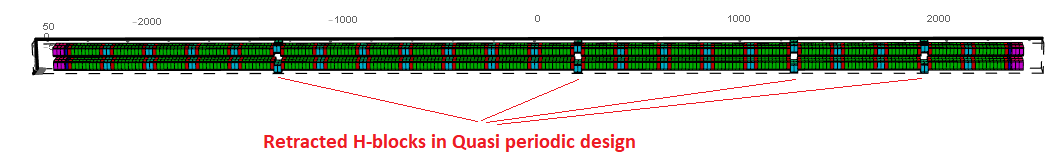 −2000 −1000 0 1000 2000
50
0
Retracted H-blocks in Quasi periodic design